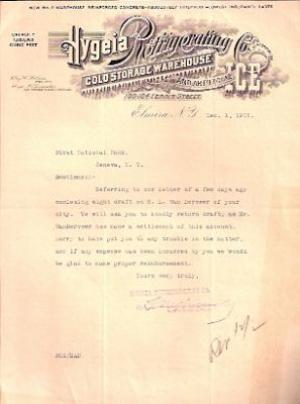 Hygeia Refrigerating Co.
COLD STORAGE WAREHOUSE
ICE
Elmira, N.Y. Dec. 1,
First National Bank,
Geneva, N. Y.
Gentlemen:-
Referring to our letter of a few days ago
enclosing sight draft on H. L. Van Derveer of your
city. We will ask you to kindly return draft, as Mr.
Vanderveer has made a settlement of this account.
Sorry to have put you to any trouble in the matter,
and if any expense has been incurred by you we would
be glad to make proper reimbursement.
Yours very truly,